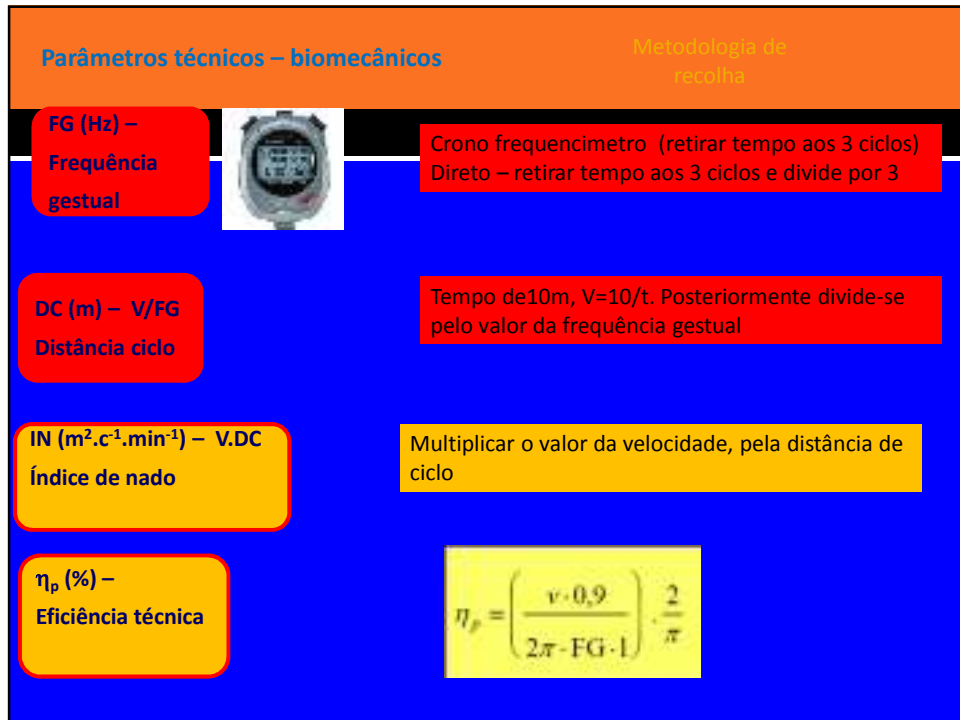 Parâmetros técnicos – biomecânicos
Metodologia de
recolha
FG (Hz) –
Frequência
gestual
Crono frequencimetro (retirar tempo aos 3 ciclos)
Direto – retirar tempo aos 3 ciclos e divide por 3
DC (m) – V/FG
Distância ciclo
Tempo de10m, V=10/t. Posteriormente divide-se
pelo valor da frequência gestual
IN (m².c⁻¹.min⁻¹) – V.DC
Índice de nado
Multiplicar o valor da velocidade, pela distância de
ciclo
ηp (%) –
Eficiência técnica
ηp = (v·0,9 / 2π·FG·l) · 2/π